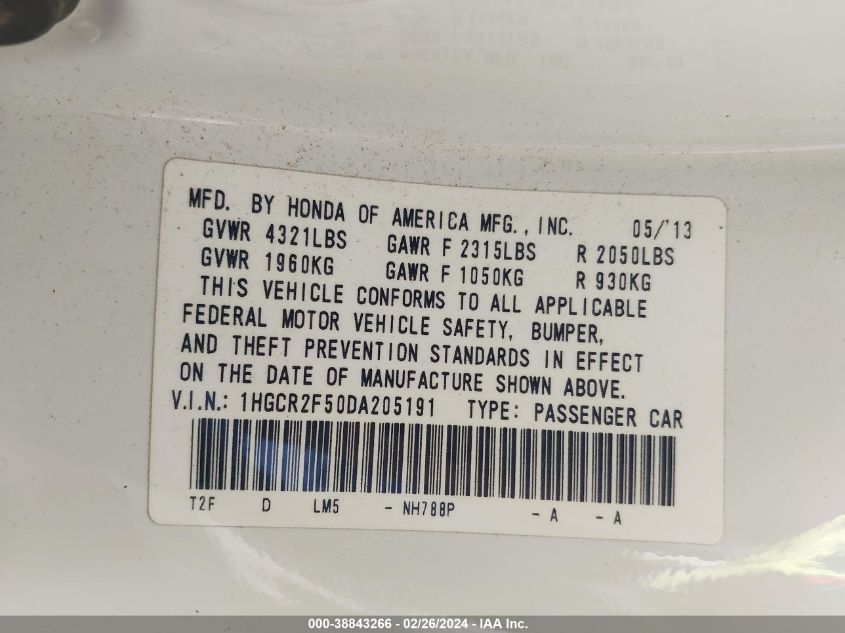 MFD. BY HONDA OF AMERICA MFG., INC. 05/'13
GVWR 4321LBS GAWR F 2315LBS R 2050LBS
GVWR 1960KG GAWR F 1050KG R 930KG
THIS VEHICLE CONFORMS TO ALL APPLICABLE
FEDERAL MOTOR VEHICLE SAFETY, BUMPER,
AND THEFT PREVENTION STANDARDS IN EFFECT
ON THE DATE OF MANUFACTURE SHOWN ABOVE.
V.I.N.: 1HGCR2F50DA205191 TYPE: PASSENGER CAR
T2F D LM5 - NH788P - A - A
000-38843266 - 02/26/2024 - IAA Inc.